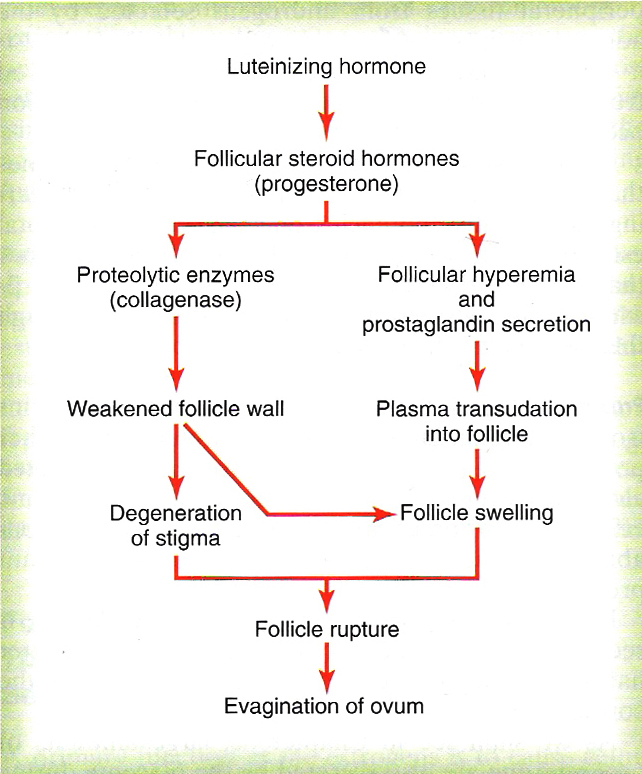 Luteinizing hormone
Follicular steroid hormones
(progesterone)
Proteolytic enzymes
(collagenase)
Follicular hyperemia
and
prostaglandin secretion
Weakened follicle wall
Plasma transudation
into follicle
Degeneration
of stigma
Follicle swelling
Follicle rupture
Evagination of ovum